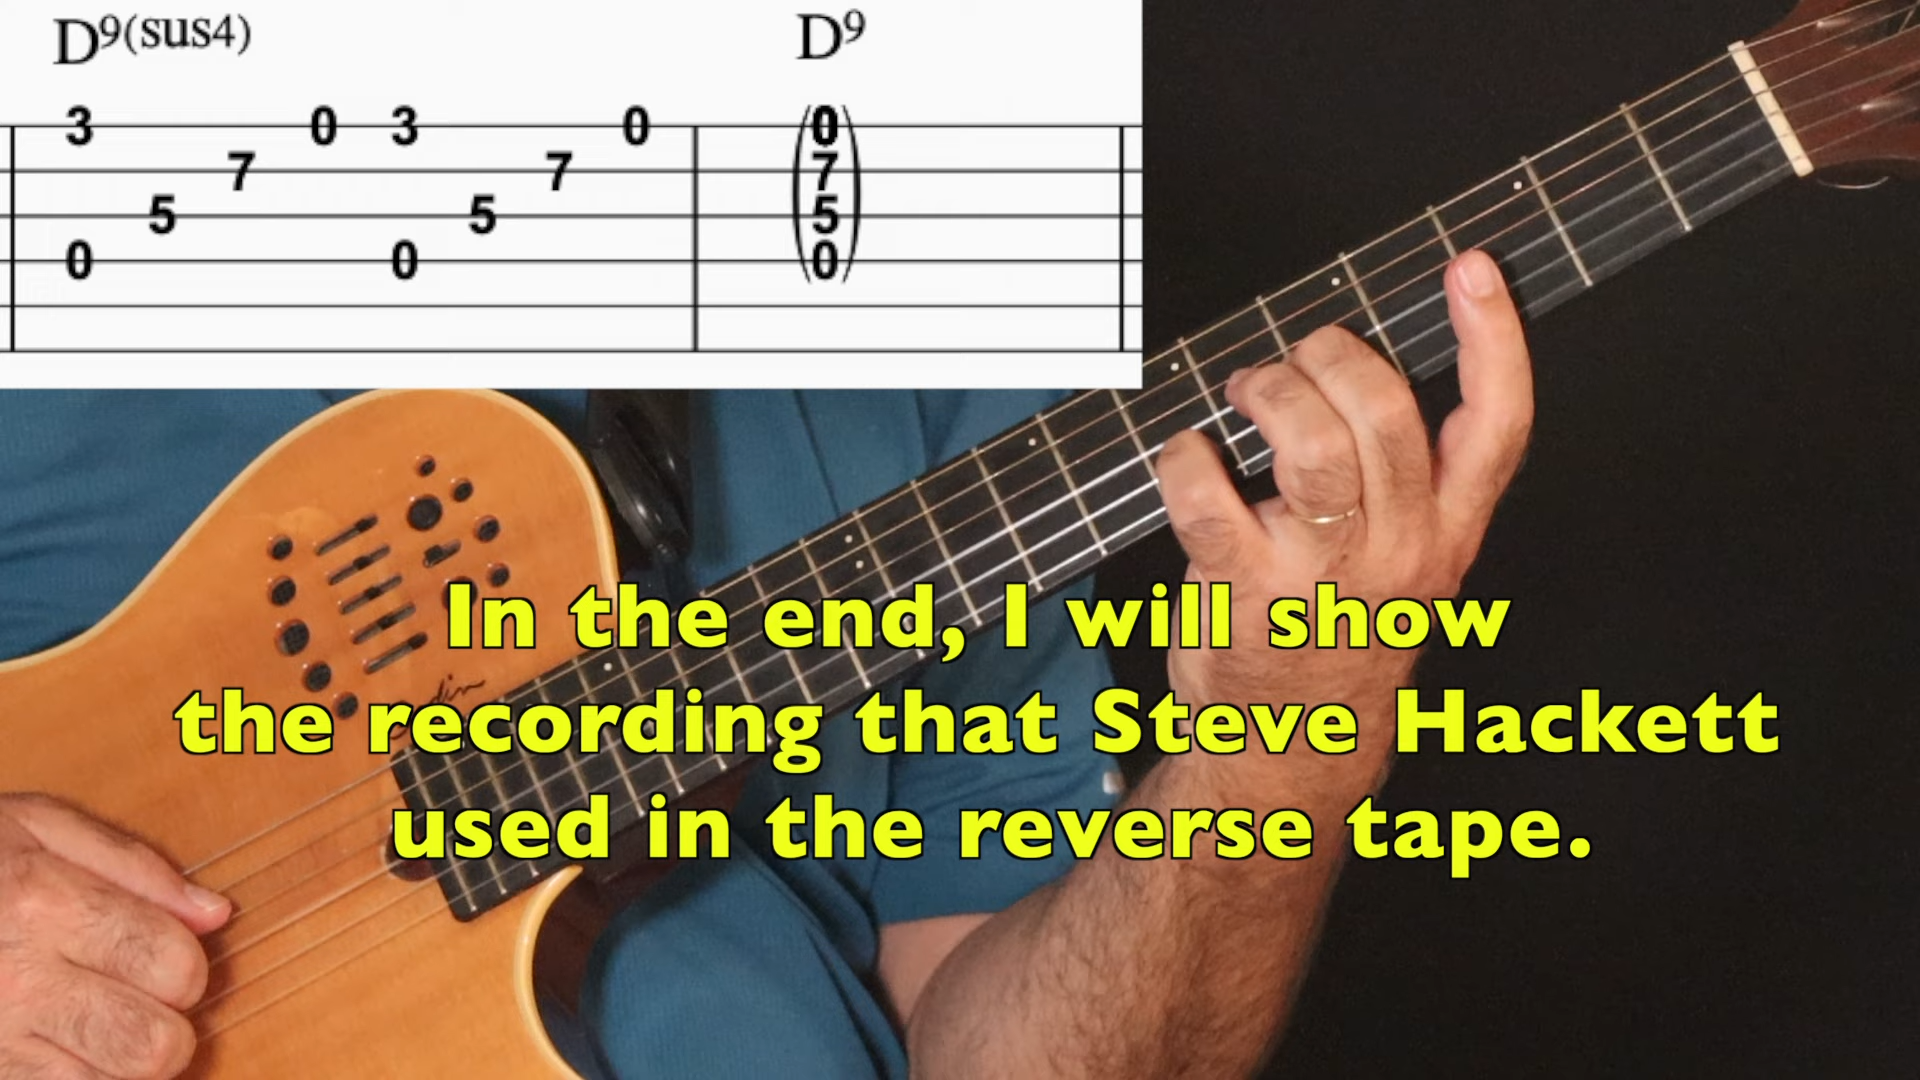 D9(sus4) D9
3 0 3 0 0
7 7 7
5 5 5
0 0 0
In the end, I will show
the recording that Steve Hackett
used in the reverse tape.